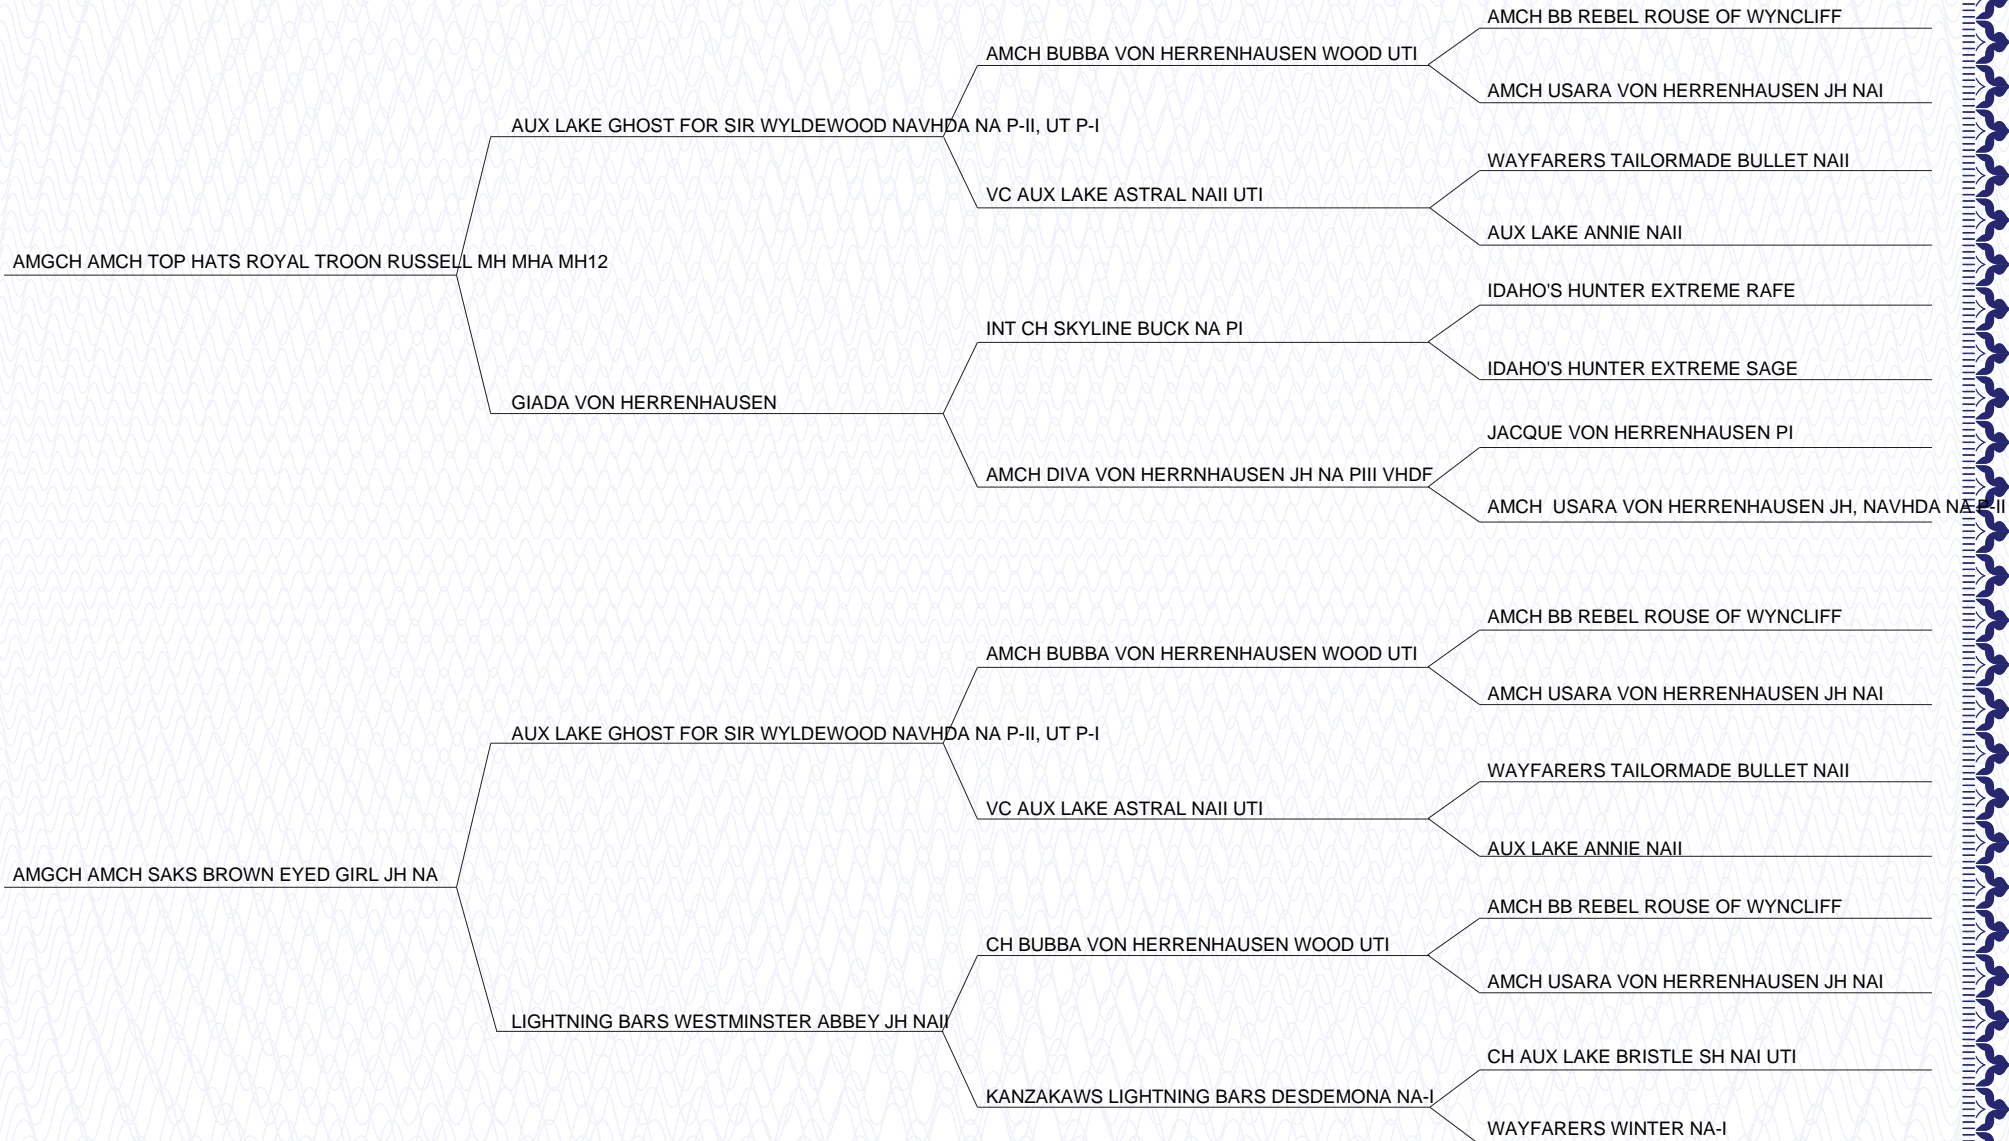 AMCH BB REBEL ROUSE OF WYNCLIFF
AMCH BUBBA VON HERRENHAUSEN WOOD UTI
AMCH USARA VON HERRENHAUSEN JH NAI
AUX LAKE GHOST FOR SIR WYLDEWOOD NAVHDA NA P-II, UT P-I
WAYFARERS TAILORMADE BULLET NAII
VC AUX LAKE ASTRAL NAII UTI
AUX LAKE ANNIE NAII
AMGCH AMCH TOP HATS ROYAL TROON RUSSELL MH MHA MH12
IDAHO'S HUNTER EXTREME RAFE
INT CH SKYLINE BUCK NA PI
IDAHO'S HUNTER EXTREME SAGE
GIADA VON HERRENHAUSEN
JACQUE VON HERRENHAUSEN PI
AMCH DIVA VON HERRNHAUSEN JH NA PIII VHDF
AMCH  USARA VON HERRENHAUSEN JH, NAVHDA NA P-II
AMCH BB REBEL ROUSE OF WYNCLIFF
AMCH BUBBA VON HERRENHAUSEN WOOD UTI
AMCH USARA VON HERRENHAUSEN JH NAI
AUX LAKE GHOST FOR SIR WYLDEWOOD NAVHDA NA P-II, UT P-I
WAYFARERS TAILORMADE BULLET NAII
VC AUX LAKE ASTRAL NAII UTI
AUX LAKE ANNIE NAII
AMGCH AMCH SAKS BROWN EYED GIRL JH NA
AMCH BB REBEL ROUSE OF WYNCLIFF
CH BUBBA VON HERRENHAUSEN WOOD UTI
AMCH USARA VON HERRENHAUSEN JH NAI
LIGHTNING BARS WESTMINSTER ABBEY JH NAII
CH AUX LAKE BRISTLE SH NAI UTI
KANZAKAWS LIGHTNING BARS DESDEMONA NA-I
WAYFARERS WINTER NA-I